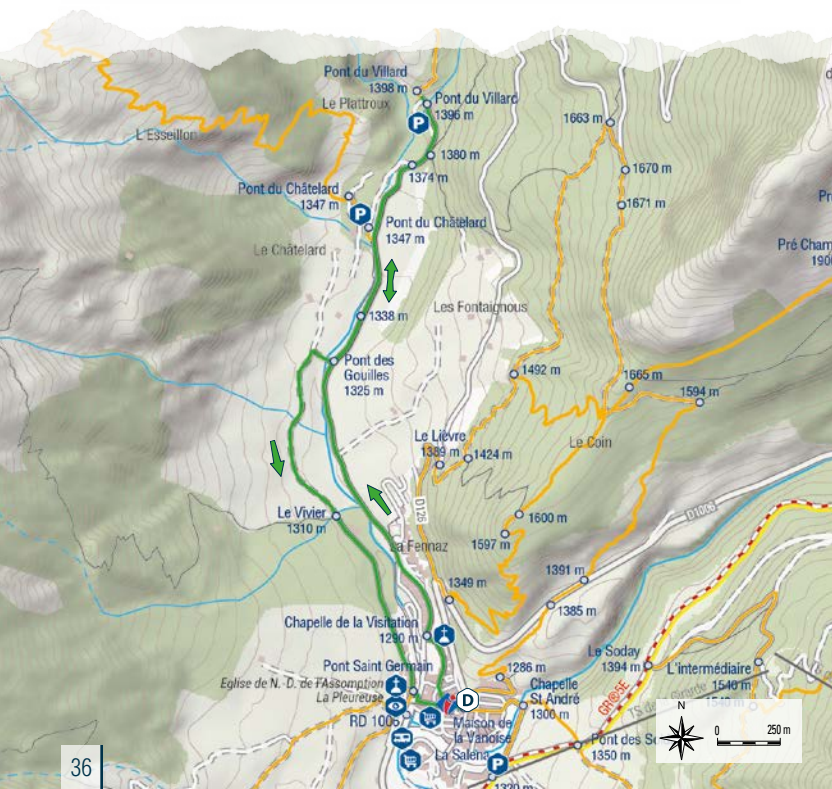 Pont du Villard
1398 m
Le Plattroux
Pont du Villard
1396 m
P
1663 m
L'Esseillon
1380 m
1374 m
1670 m
Pont du Châtelard
1347 m
1671 m
P
Pont du Châtelard
1347 m
Le Châtelard
Les Fontaignous
1338 m
Pont des
Gouilles
1325 m
1492 m
1665 m
1594 m
Le Lièvre
1389 m
1424 m
Le Coin
D126
D1006
Le Vivier
1310 m
1600 m
1597 m
La Fennaz
1391 m
1349 m
1385 m
Chapelle de la Visitation
1290 m
Le Soday
1394 m
L'intermédiaire
1540 m
1540 m
Pont Saint Germain
1286 m
Eglise de N.-D. de l'Assomption
La Pleureuse
D
Chapelle
St André
1300 m
GR®5E
RD 1006
Maison de
la Vanoise
La Saléna
P
Pont des
1350 m
1320 m
N
0 250 m
36